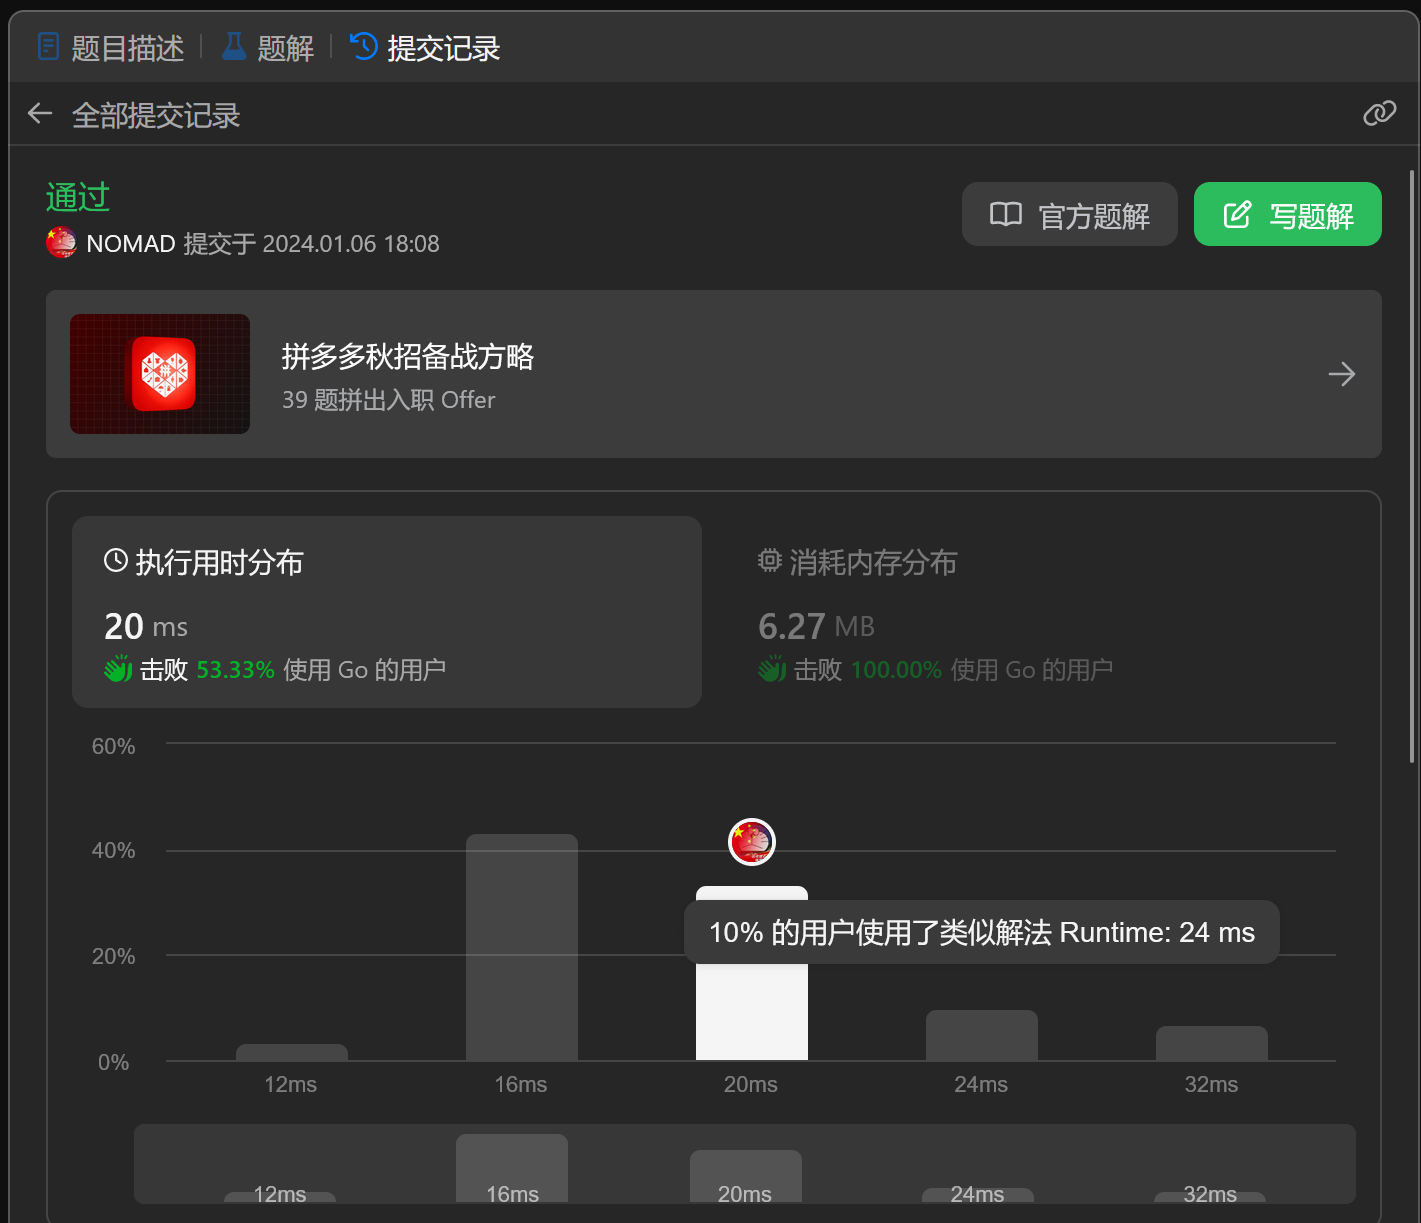 题目描述 题解 提交记录
全部提交记录
通过
NOMAD 提交于 2024.01.06 18:08
官方题解
写题解
拼
拼多多秋招备战方略
39 题拼出入职 Offer
执行用时分布
20 ms
击败 53.33% 使用 Go 的用户
消耗内存分布
6.27 MB
击败 100.00% 使用 Go 的用户
60%
40%
20%
0%
10% 的用户使用了类似解法 Runtime: 24 ms
12ms 16ms 20ms 24ms 32ms
12ms 16ms 20ms 24ms 32ms